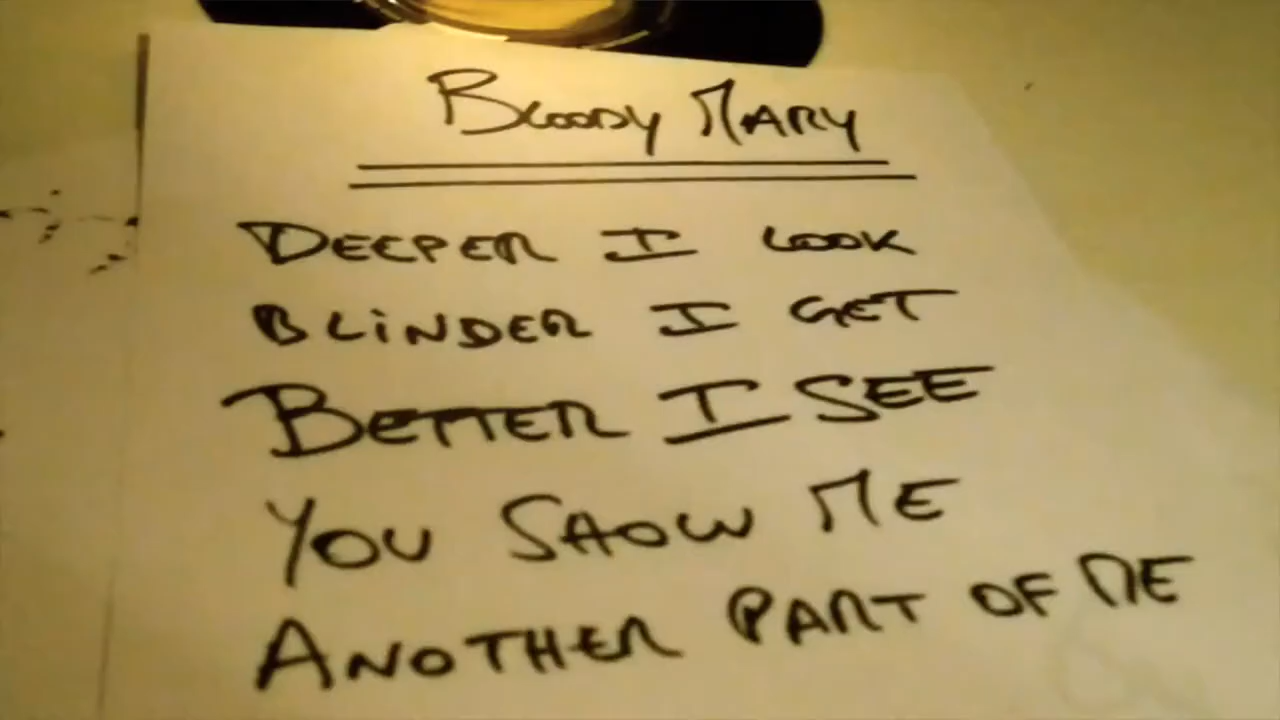 BLOODY MARY
DEEPER I LOOK
BLiNDER I GET
BETTER I SEE
YOU SHOW ME
ANOTHER PART OF ME